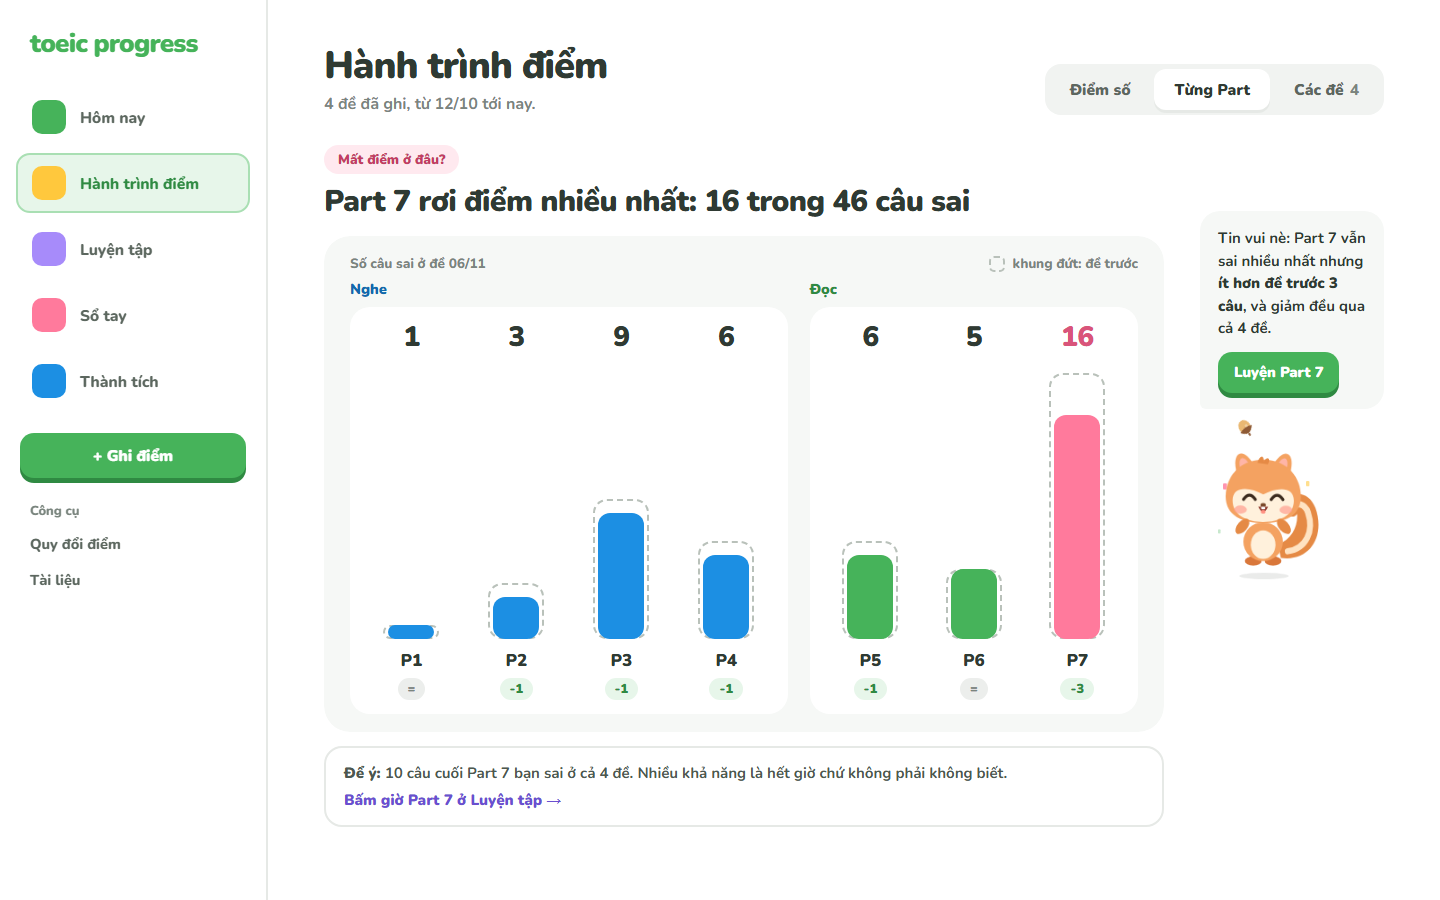 toeic progress
Hôm nay
Hành trình điểm
Luyện tập
Sổ tay
Thành tích
+ Ghi điểm
Công cụ
Quy đổi điểm
Tài liệu
Hành trình điểm
4 đề đã ghi, từ 12/10 tới nay.
Điểm số
Từng Part
Các đề 4
Mất điểm ở đâu?
Part 7 rơi điểm nhiều nhất: 16 trong 46 câu sai
Số câu sai ở đề 06/11
khung đứt: đề trước
Nghe
1 3 9 6
P1 P2 P3 P4
= -1 -1 -1
Đọc
6 5 16
P5 P6 P7
-1 = -3
Để ý: 10 câu cuối Part 7 bạn sai ở cả 4 đề. Nhiều khả năng là hết giờ chứ không phải không biết.
Bấm giờ Part 7 ở Luyện tập →
Tin vui nè: Part 7 vẫn
sai nhiều nhất nhưng
ít hơn đề trước 3
câu, và giảm đều qua
cả 4 đề.
Luyện Part 7